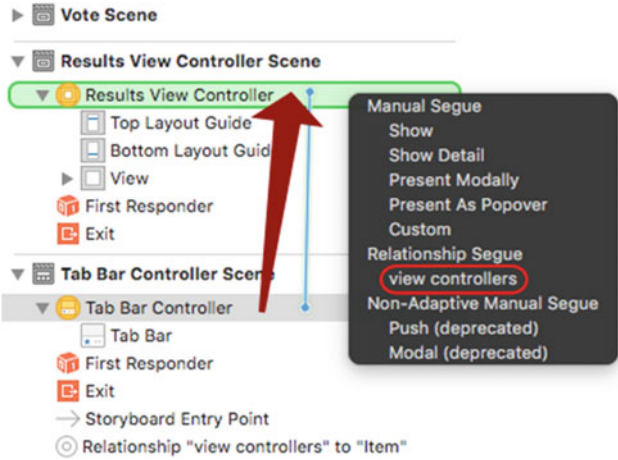 Vote Scene
Results View Controller Scene
Results View Controller
Top Layout Guide
Bottom Layout Guid
View
First Responder
Exit
Tab Bar Controller Scene
Tab Bar Controller
Tab Bar
First Responder
Exit
Storyboard Entry Point
Relationship "view controllers" to "Item"
Manual Segue
Show
Show Detail
Present Modally
Present As Popover
Custom
Relationship Segue
view controllers
Non-Adaptive Manual Segue
Push (deprecated)
Modal (deprecated)